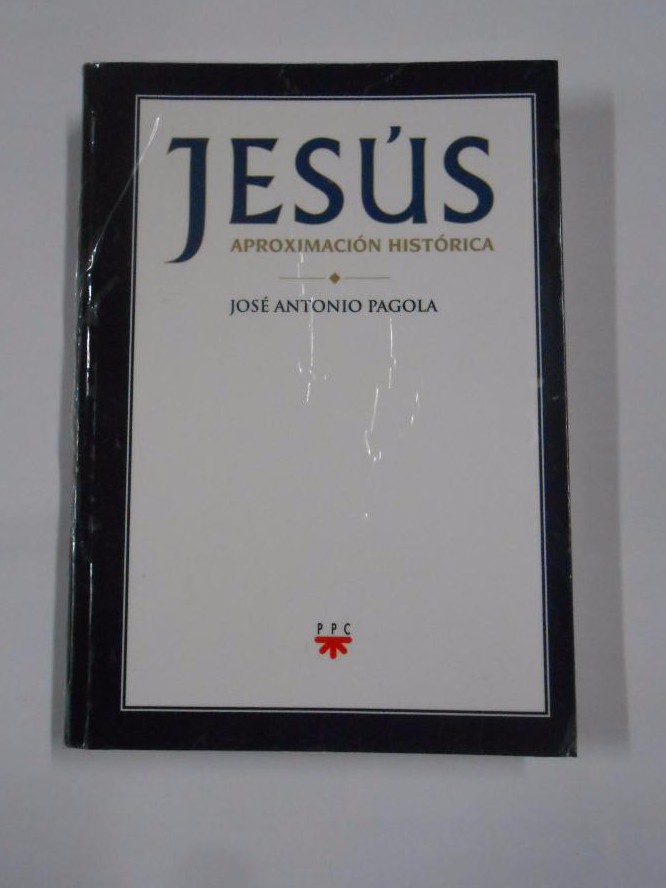 JESÚS
APROXIMACIÓN HISTÓRICA
JOSÉ ANTONIO PAGOLA
PPC